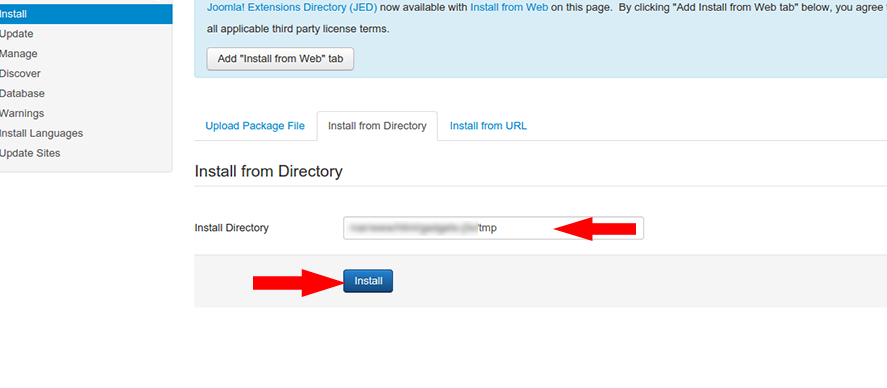 Install
Update
Manage
Discover
Database
Warnings
Install Languages
Update Sites
Joomla! Extensions Directory (JED) now available with Install from Web on this page. By clicking "Add Install from Web tab" below, you agree
all applicable third party license terms.
Add "Install from Web" tab
Upload Package File Install from Directory Install from URL
Install from Directory
Install Directory /tmp
Install